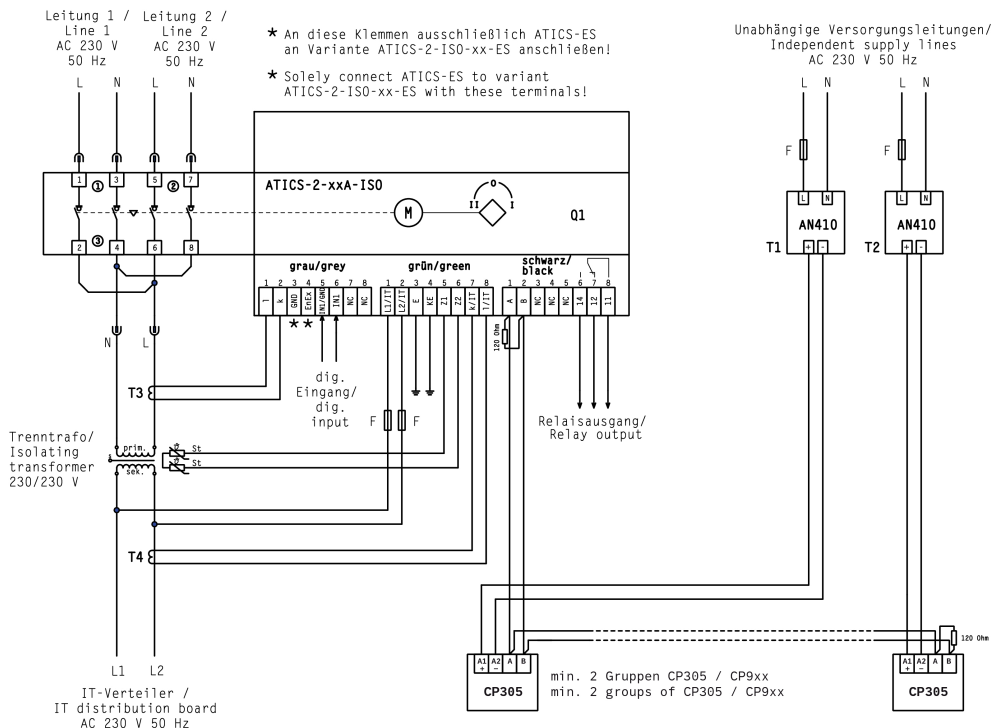 Leitung 1 /
Line 1
AC 230 V
50 Hz
Leitung 2 /
Line 2
AC 230 V
50 Hz
L N L N
★ An diese Klemmen ausschließlich ATICS-ES
an Variante ATICS-2-ISO-xx-ES anschließen!
★ Solely connect ATICS-ES to variant
ATICS-2-ISO-xx-ES with these terminals!
Unabhängige Versorgungsleitungen/
Independent supply lines
AC 230 V 50 Hz
L N L N
F F
1 3 5 7
① ②
ATICS-2-xxA-ISO
M
II 0 I
Q1
③
2 4 6 8
L N
AN410
+ -
T1
L N
AN410
+ -
T2
grau/grey
1 2 3 4 5 6 7 8
l k GND EnEx IN1/GND IN1 NC NC
★ ★
grün/green
1 2 3 4 5 6 7 8
L1/IT L2/IT E KE Z1 Z2 k/IT l/IT
schwarz/
black
1 2 3 4 5 6 7 8
A B NC NC NC 14 12 11
120 Ohm
N L
T3
dig.
Eingang/
dig.
input
F F
Relaisausgang/
Relay output
Trenntrafo/
Isolating
transformer
230/230 V
prim.
sek.
St
St
T4
L1 L2
IT-Verteiler /
IT distribution board
AC 230 V 50 Hz
A1 A2 A B
+ −
CP305
min. 2 Gruppen CP305 / CP9xx
min. 2 groups of CP305 / CP9xx
120 Ohm
A1 A2 A B
+ −
CP305